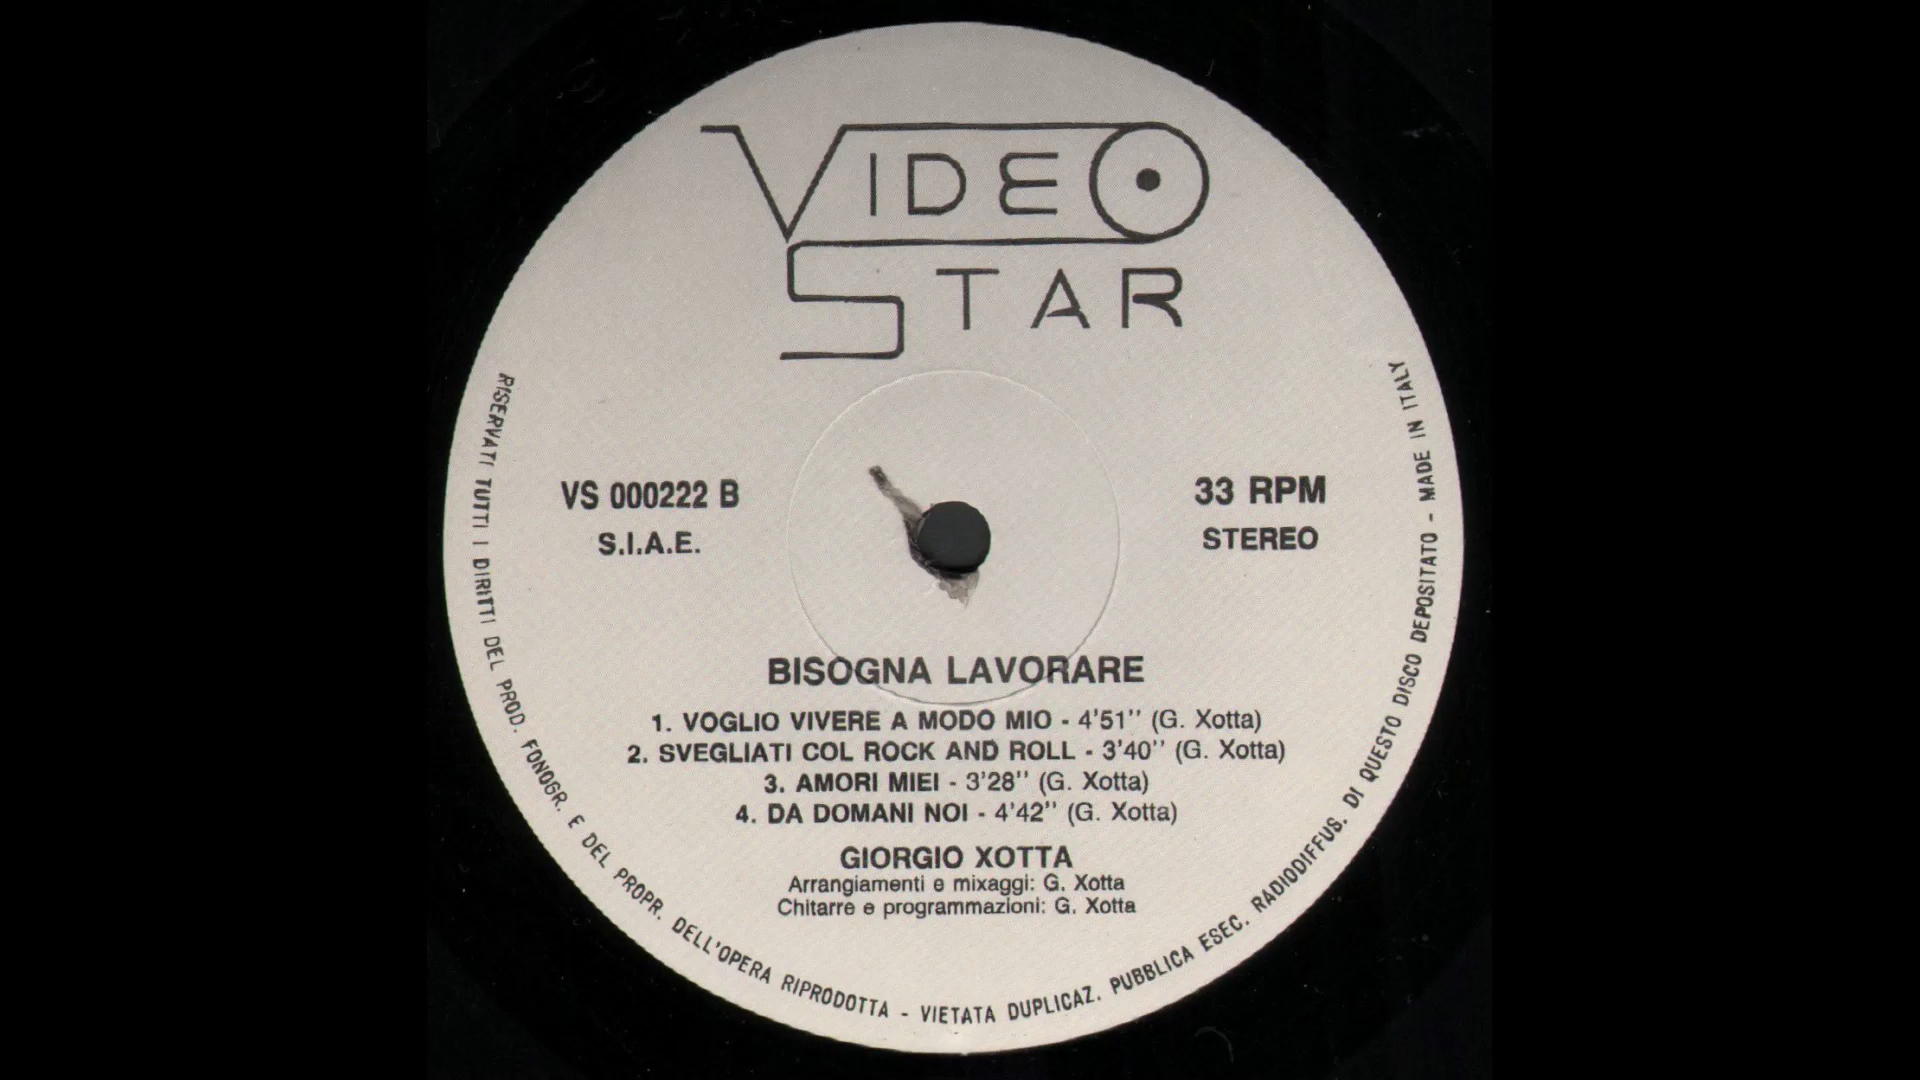 VIDEO
STAR
VS 000222 B
S.I.A.E.
33 RPM
STEREO
BISOGNA LAVORARE
1. VOGLIO VIVERE A MODO MIO - 4'51'' (G. Xotta)
2. SVEGLIATI COL ROCK AND ROLL - 3'40'' (G. Xotta)
3. AMORI MIEI - 3'28'' (G. Xotta)
4. DA DOMANI NOI - 4'42'' (G. Xotta)
GIORGIO XOTTA
Arrangiamenti e mixaggi: G. Xotta
Chitarre e programmazioni: G. Xotta
RISERVATI TUTTI I DIRITTI DEL PROD. FONOGR. E DEL PROPR. DELL'OPERA RIPRODOTTA - VIETATA DUPLICAZ. PUBBLICA ESEC. RADIODIFFUS. DI QUESTO DISCO DEPOSITATO - MADE IN ITALY